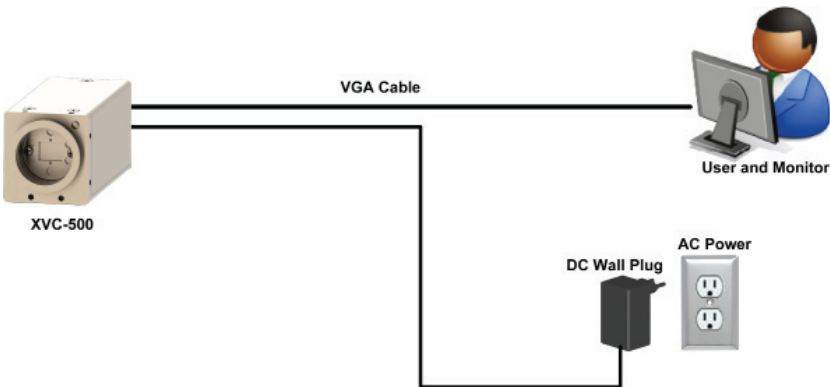 VGA Cable
User and Monitor
XVC-500
AC Power
DC Wall Plug